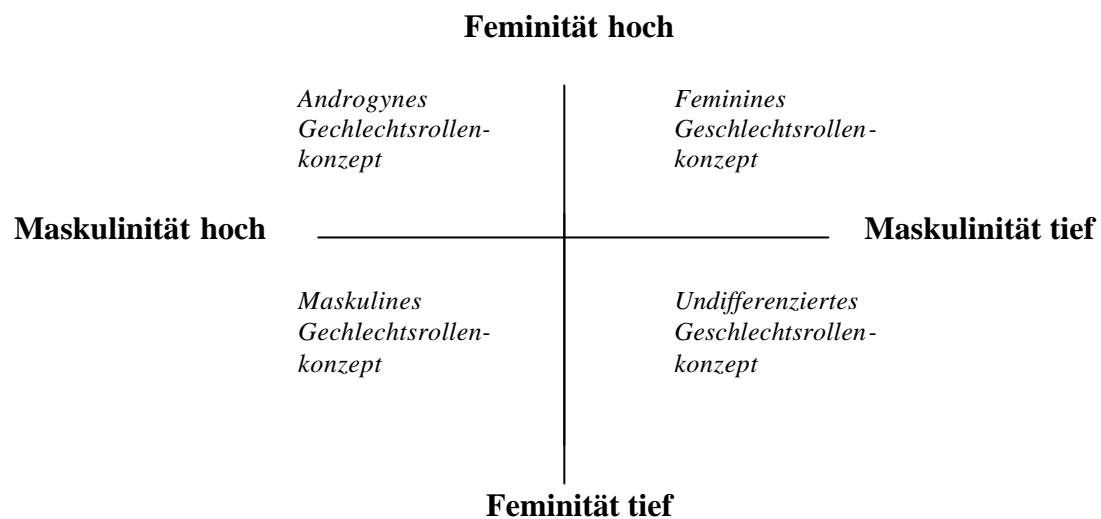 Feminität hoch
Androgynes
Gechlechtsrollen-
konzept
Feminines
Geschlechtsrollen-
konzept
Maskulinität hoch
Maskulinität tief
Maskulines
Gechlechtsrollen-
konzept
Undifferenziertes
Geschlechtsrollen-
konzept
Feminität tief